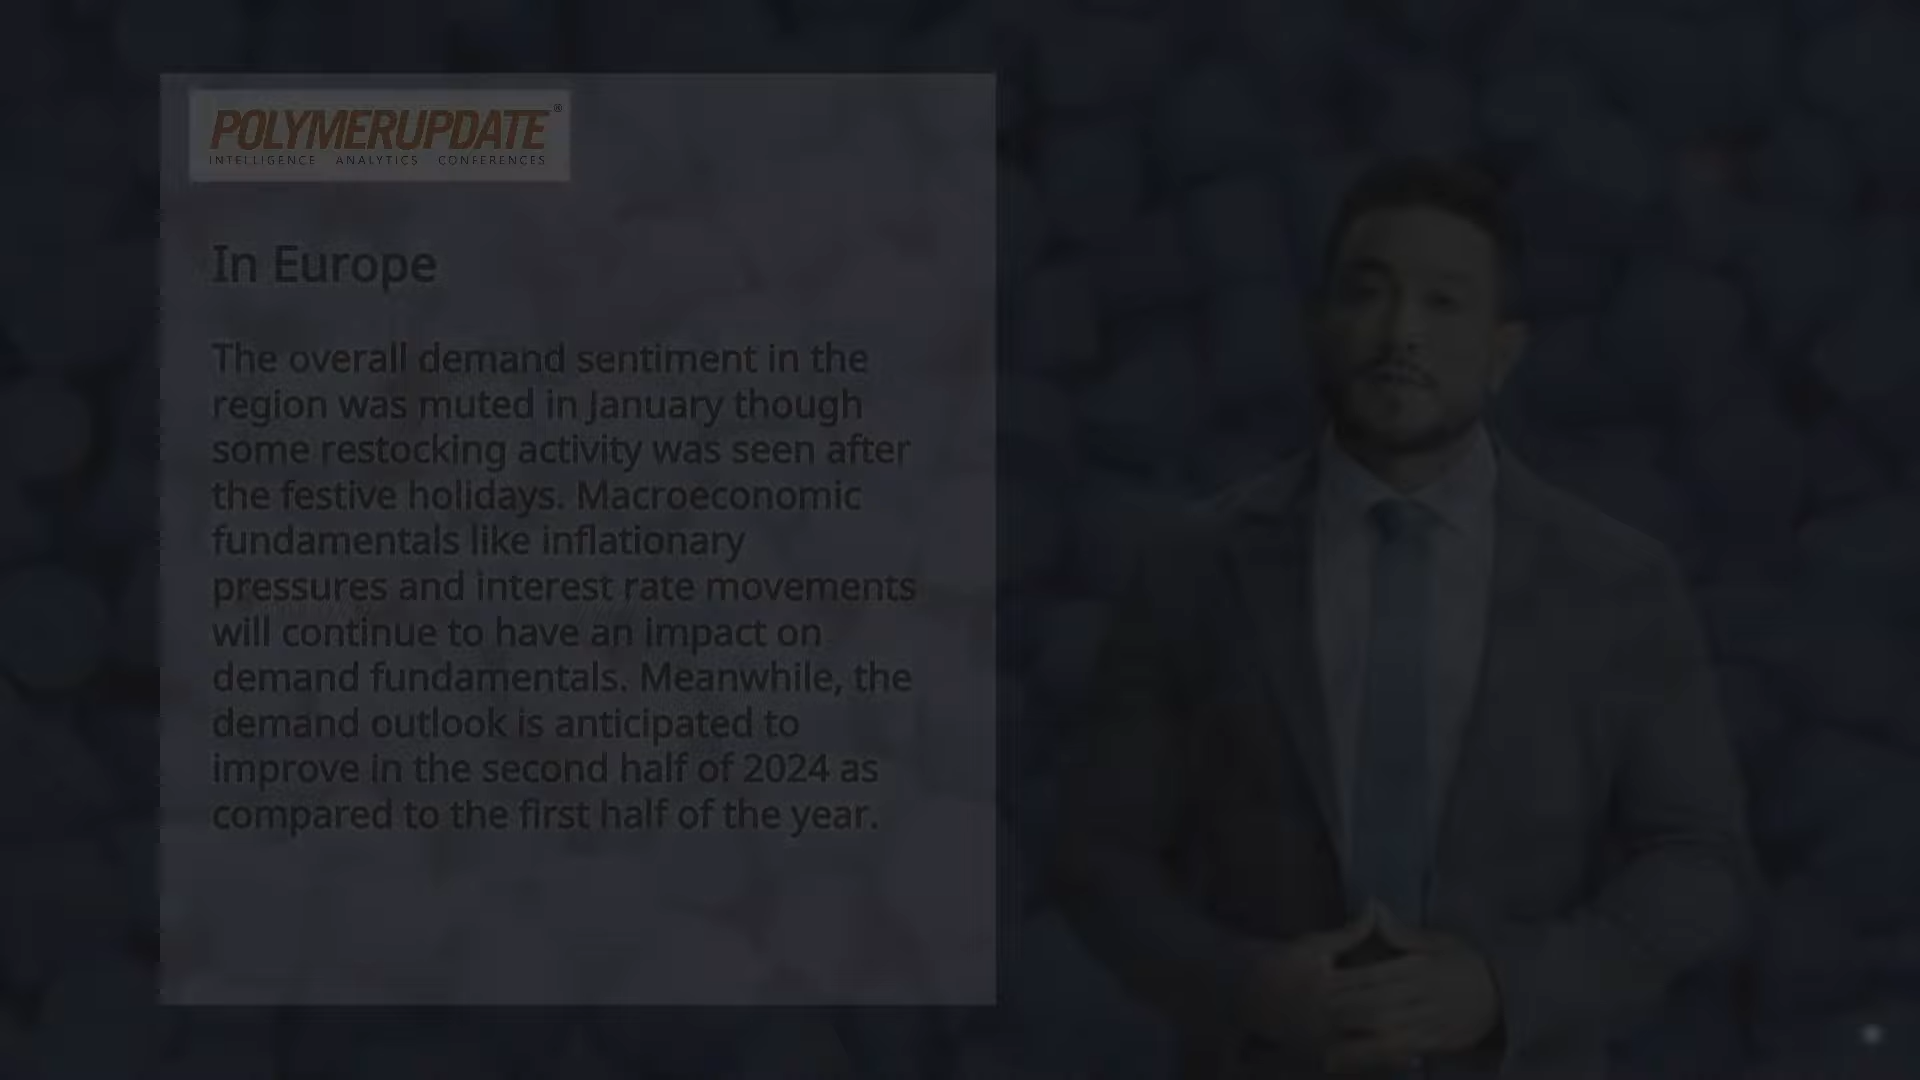 POLYMERUPDATE®
INTELLIGENCE ANALYTICS CONFERENCES
In Europe
The overall demand sentiment in the
region was muted in January though
some restocking activity was seen after
the festive holidays. Macroeconomic
fundamentals like inflationary
pressures and interest rate movements
will continue to have an impact on
demand fundamentals. Meanwhile, the
demand outlook is anticipated to
improve in the second half of 2024 as
compared to the first half of the year.